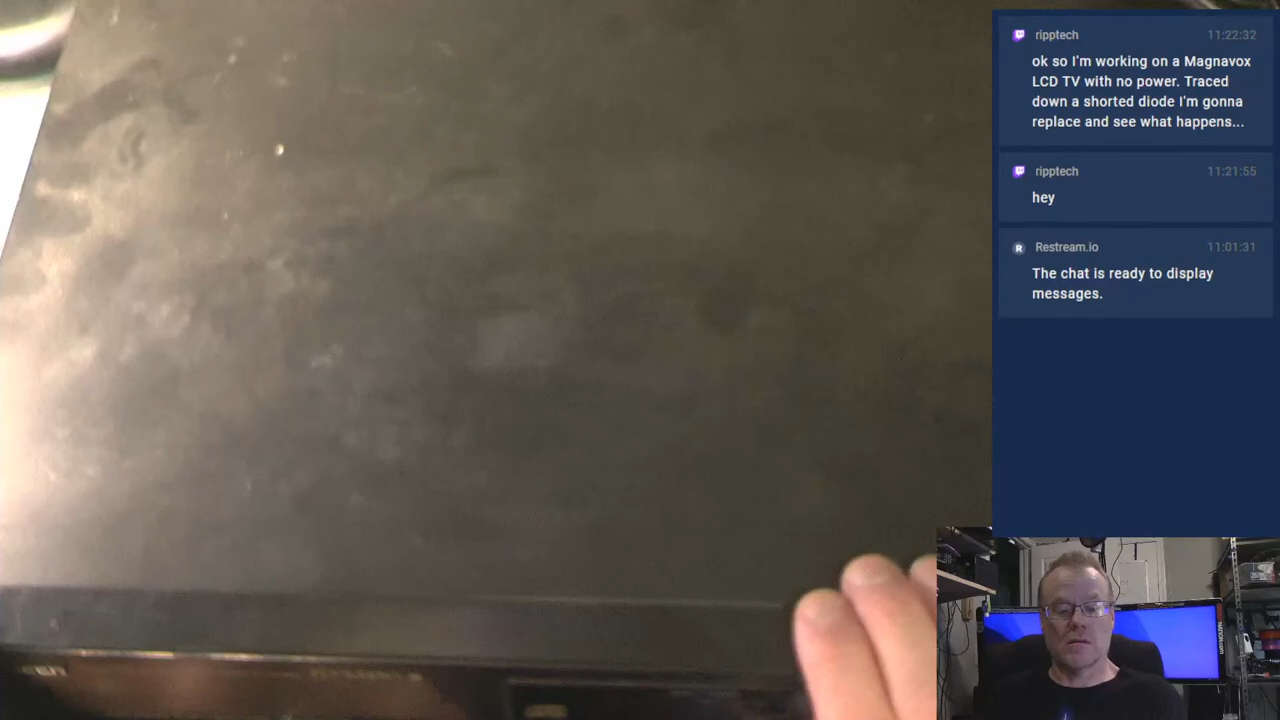 ripptech 11:22:32
ok so I'm working on a Magnavox
LCD TV with no power. Traced
down a shorted diode I'm gonna
replace and see what happens...
ripptech 11:21:55
hey
R Restream.io 11:01:31
The chat is ready to display
messages.